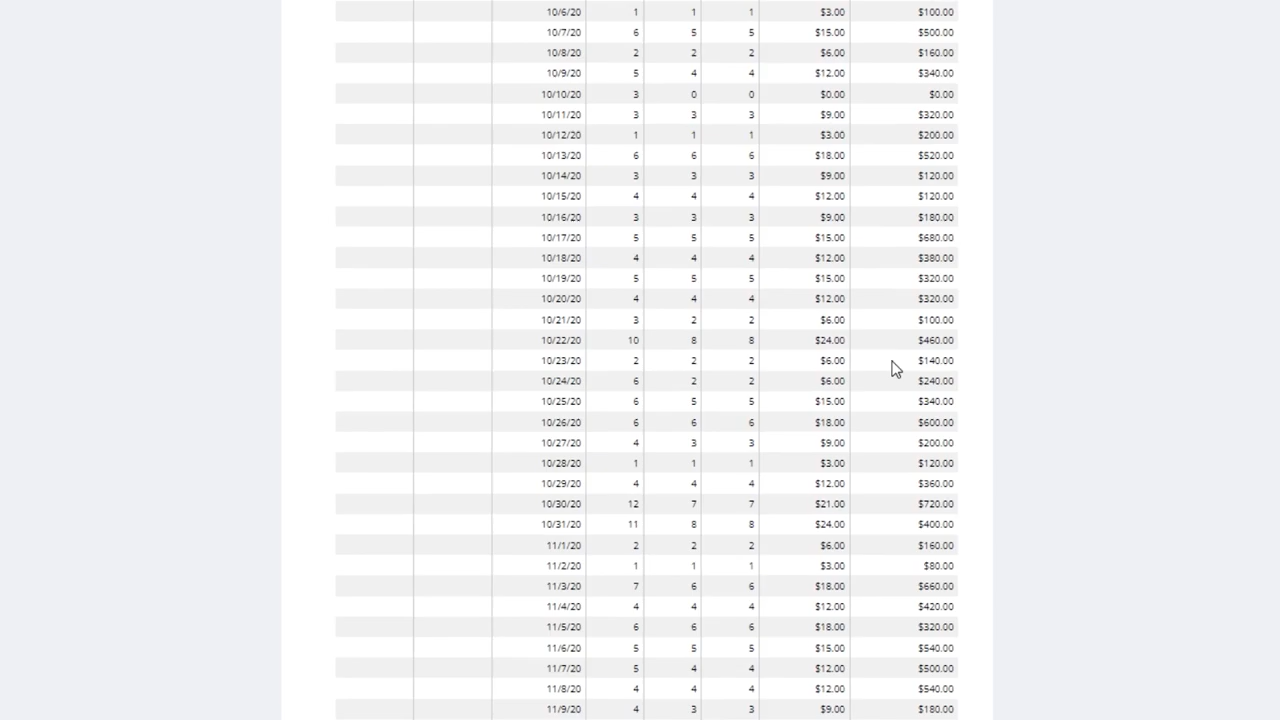 10/6/20 1 1 1 $3.00 $100.00
10/7/20 6 5 5 $15.00 $500.00
10/8/20 2 2 2 $6.00 $160.00
10/9/20 5 4 4 $12.00 $340.00
10/10/20 3 0 0 $0.00 $0.00
10/11/20 3 3 3 $9.00 $320.00
10/12/20 1 1 1 $3.00 $200.00
10/13/20 6 6 6 $18.00 $520.00
10/14/20 3 3 3 $9.00 $120.00
10/15/20 4 4 4 $12.00 $120.00
10/16/20 3 3 3 $9.00 $180.00
10/17/20 5 5 5 $15.00 $680.00
10/18/20 4 4 4 $12.00 $380.00
10/19/20 5 5 5 $15.00 $320.00
10/20/20 4 4 4 $12.00 $320.00
10/21/20 3 2 2 $6.00 $100.00
10/22/20 10 8 8 $24.00 $460.00
10/23/20 2 2 2 $6.00 $140.00
10/24/20 6 2 2 $6.00 $240.00
10/25/20 6 5 5 $15.00 $340.00
10/26/20 6 6 6 $18.00 $600.00
10/27/20 4 3 3 $9.00 $200.00
10/28/20 1 1 1 $3.00 $120.00
10/29/20 4 4 4 $12.00 $360.00
10/30/20 12 7 7 $21.00 $720.00
10/31/20 11 8 8 $24.00 $400.00
11/1/20 2 2 2 $6.00 $160.00
11/2/20 1 1 1 $3.00 $80.00
11/3/20 7 6 6 $18.00 $660.00
11/4/20 4 4 4 $12.00 $420.00
11/5/20 6 6 6 $18.00 $320.00
11/6/20 5 5 5 $15.00 $540.00
11/7/20 5 4 4 $12.00 $500.00
11/8/20 4 4 4 $12.00 $540.00
11/9/20 4 3 3 $9.00 $180.00